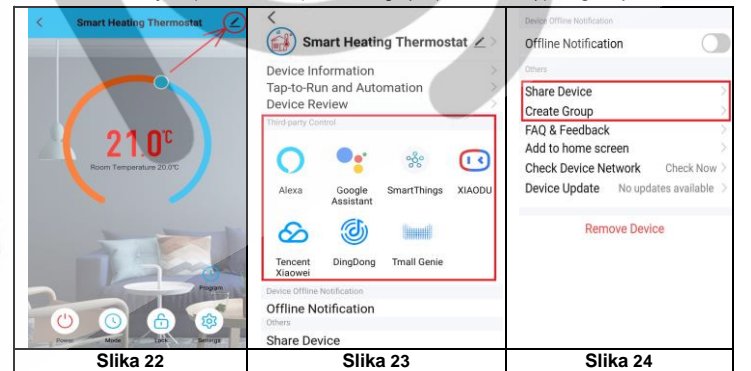 Smart Heating Thermostat
21.0°C
Room Temperature 20.0°C
Program
Power
Mode
Lock
Settings
Slika 22
Smart Heating Thermostat
Device Information
Tap-to-Run and Automation
Device Review
Third-party Control
Alexa
Google Assistant
SmartThings
XIAODU
Tencent Xiaowei
DingDong
Tmall Genie
Device Offline Notification
Offline Notification
Others
Share Device
Slika 23
Device Offline Notification
Offline Notification
Others
Share Device
Create Group
FAQ & Feedback
Add to home screen
Check Device Network Check Now
Device Update No updates available
Remove Device
Slika 24